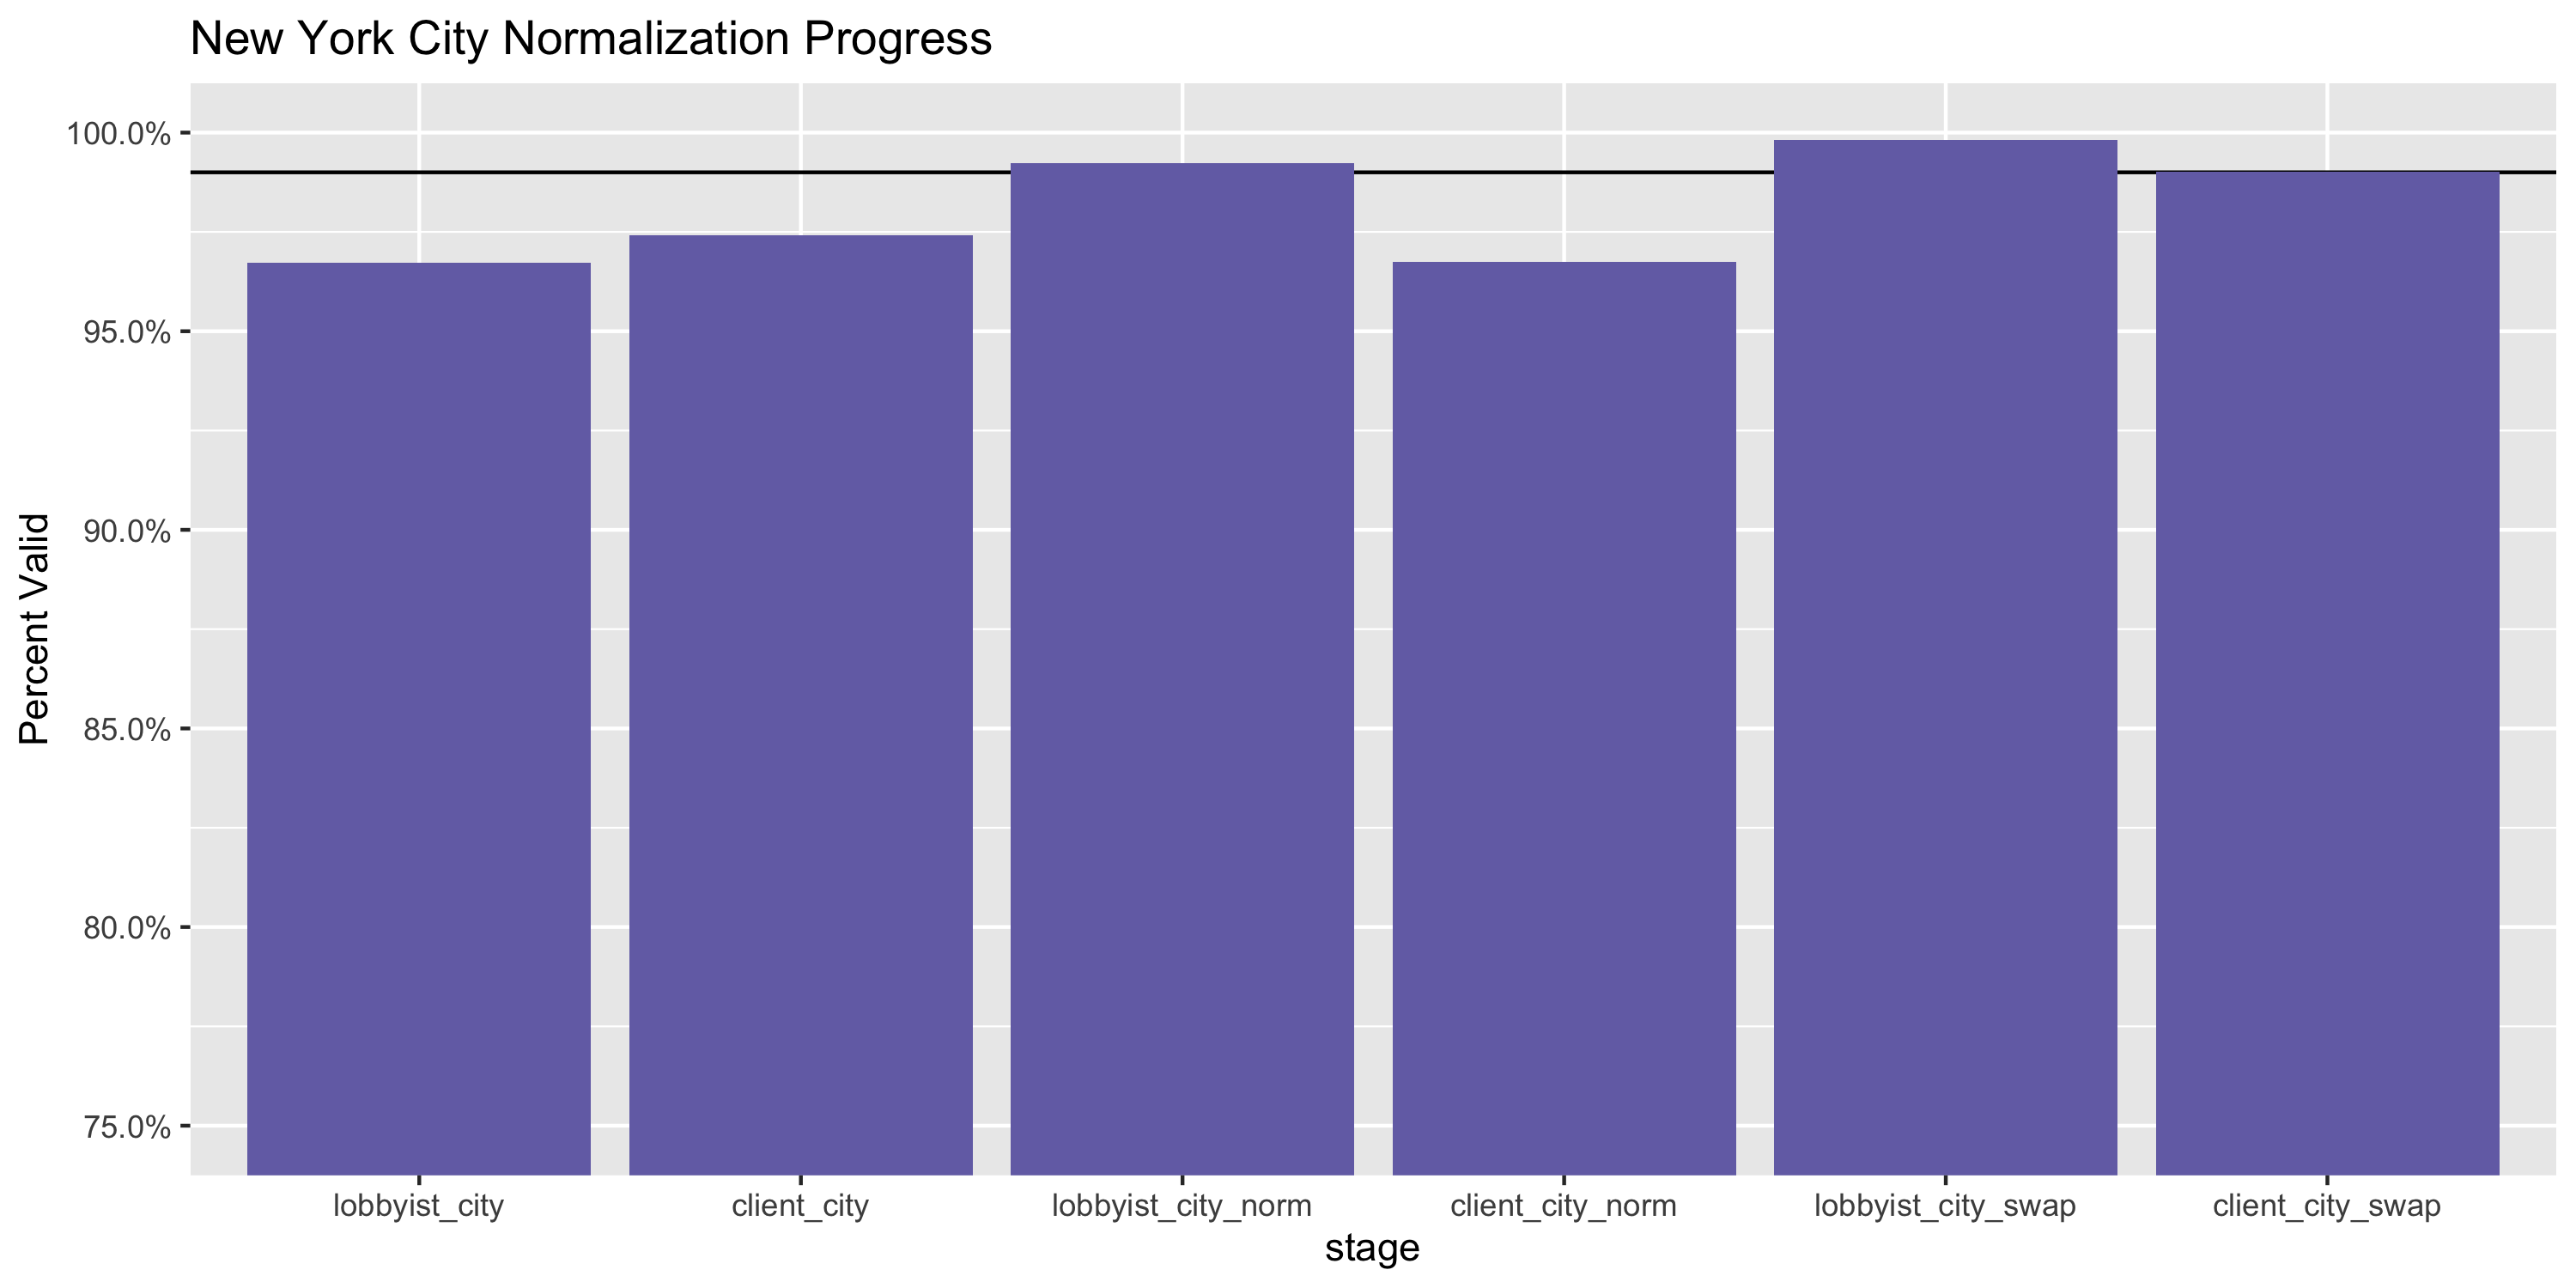 New York City Normalization Progress
Percent Valid
100.0%
95.0%
90.0%
85.0%
80.0%
75.0%
lobbyist_city client_city lobbyist_city_norm client_city_norm lobbyist_city_swap client_city_swap
stage